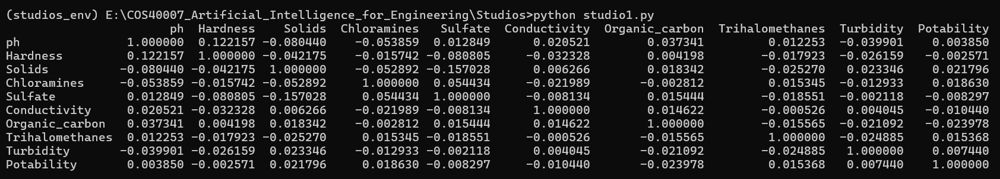 (studios_env) E:\COS40007_Artificial_Intelligence_for_Engineering\Studios>python studio1.py
ph Hardness Solids Chloramines Sulfate Conductivity Organic_carbon Trihalomethanes Turbidity Potability
ph 1.000000 0.122157 -0.080440 -0.053859 0.012849 0.020521 0.037341 0.012253 -0.039901 0.003850
Hardness 0.122157 1.000000 -0.042175 -0.015742 -0.080805 -0.032328 0.004198 -0.017923 -0.026159 -0.002571
Solids -0.080440 -0.042175 1.000000 -0.052892 -0.157028 0.006266 0.018342 -0.025270 0.023346 0.021796
Chloramines -0.053859 -0.015742 -0.052892 1.000000 0.054434 -0.021989 -0.002812 0.015345 -0.012933 0.018630
Sulfate 0.012849 -0.080805 -0.157028 0.054434 1.000000 -0.008134 0.015444 -0.018551 -0.002118 -0.008297
Conductivity 0.020521 -0.032328 0.006266 -0.021989 -0.008134 1.000000 0.014622 -0.000526 0.004045 -0.010440
Organic_carbon 0.037341 0.004198 0.018342 -0.002812 0.015444 0.014622 1.000000 -0.015565 -0.021092 -0.023978
Trihalomethanes 0.012253 -0.017923 -0.025270 0.015345 -0.018551 -0.000526 -0.015565 1.000000 -0.024885 0.015368
Turbidity -0.039901 -0.026159 0.023346 -0.012933 -0.002118 0.004045 -0.021092 -0.024885 1.000000 0.007440
Potability 0.003850 -0.002571 0.021796 0.018630 -0.008297 -0.010440 -0.023978 0.015368 0.007440 1.000000